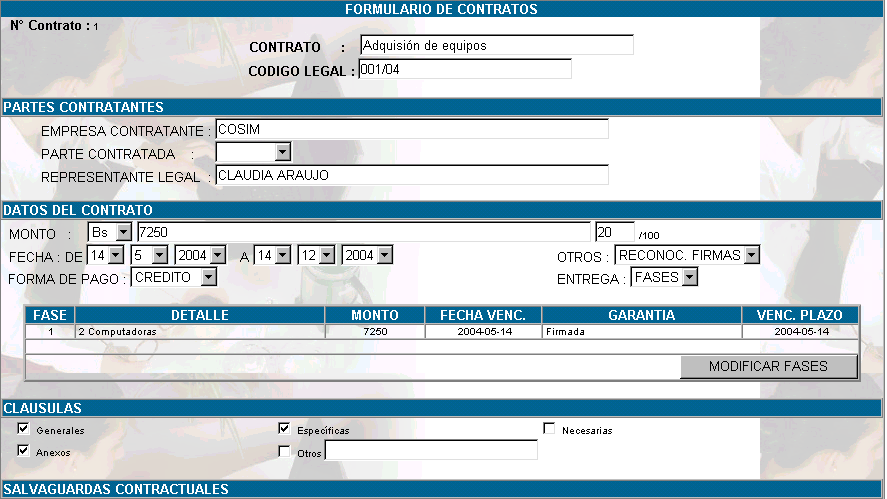 FORMULARIO DE CONTRATOS
N° Contrato : 1
CONTRATO : Adquisión de equipos
CODIGO LEGAL : 001/04
PARTES CONTRATANTES
EMPRESA CONTRATANTE : COSIM
PARTE CONTRATADA :
REPRESENTANTE LEGAL : CLAUDIA ARAUJO
DATOS DEL CONTRATO
MONTO : Bs 7250 20 /100
FECHA : DE 14 5 2004 A 14 12 2004 OTROS : RECONOC. FIRMAS
FORMA DE PAGO : CREDITO ENTREGA : FASES
FASE DETALLE MONTO FECHA VENC. GARANTIA VENC. PLAZO
1 2 Computadoras 7250 2004-05-14 Firmada 2004-05-14
MODIFICAR FASES
CLAUSULAS
Generales Específicas Necesarias
Anexos Otros
SALVAGUARDAS CONTRACTUALES